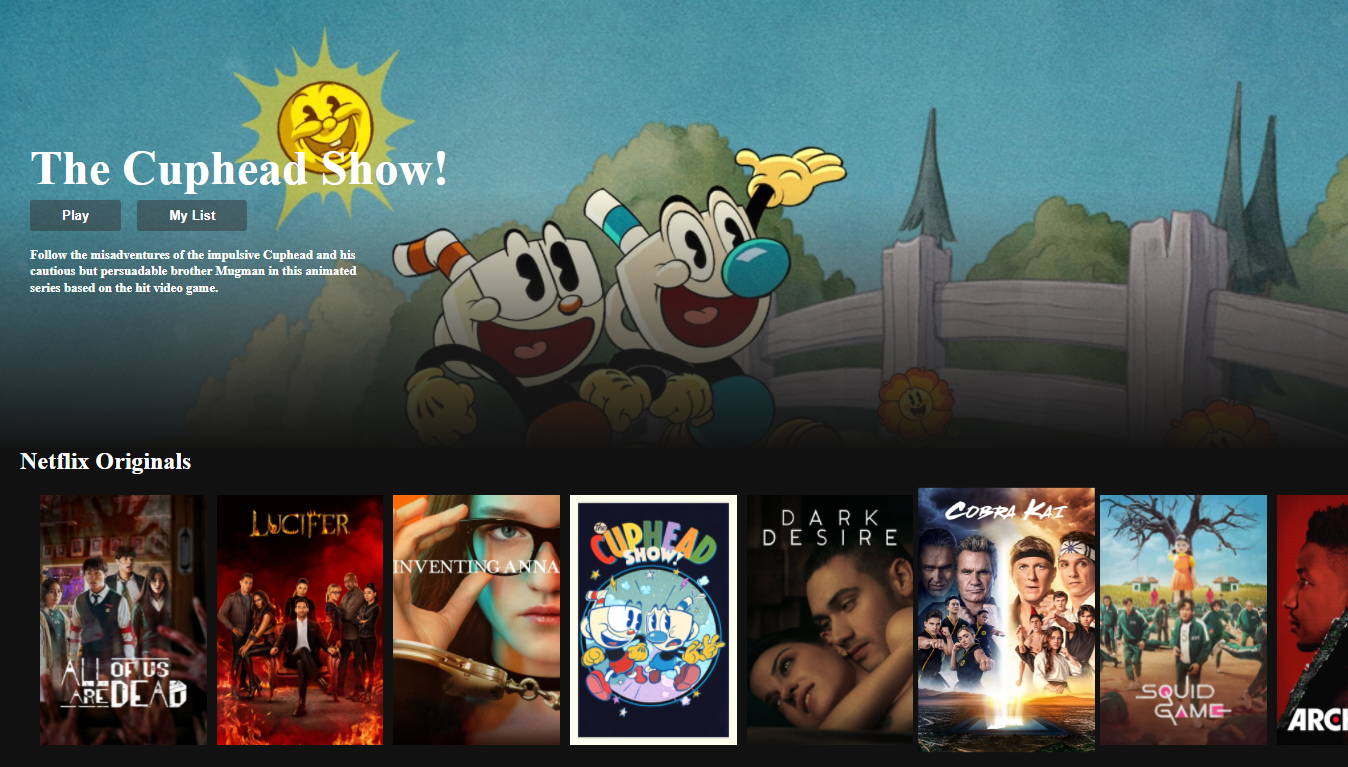 The Cuphead Show!
Play
My List
Follow the misadventures of the impulsive Cuphead and his
cautious but persuadable brother Mugman in this animated
series based on the hit video game.
Netflix Originals
ALL OF US
ARE DEAD
LUCIFER
INVENTING ANNA
The
CUPHEAD
SHOW!
DARK
DESIRE
COBRA KAI
SQUID
GAME